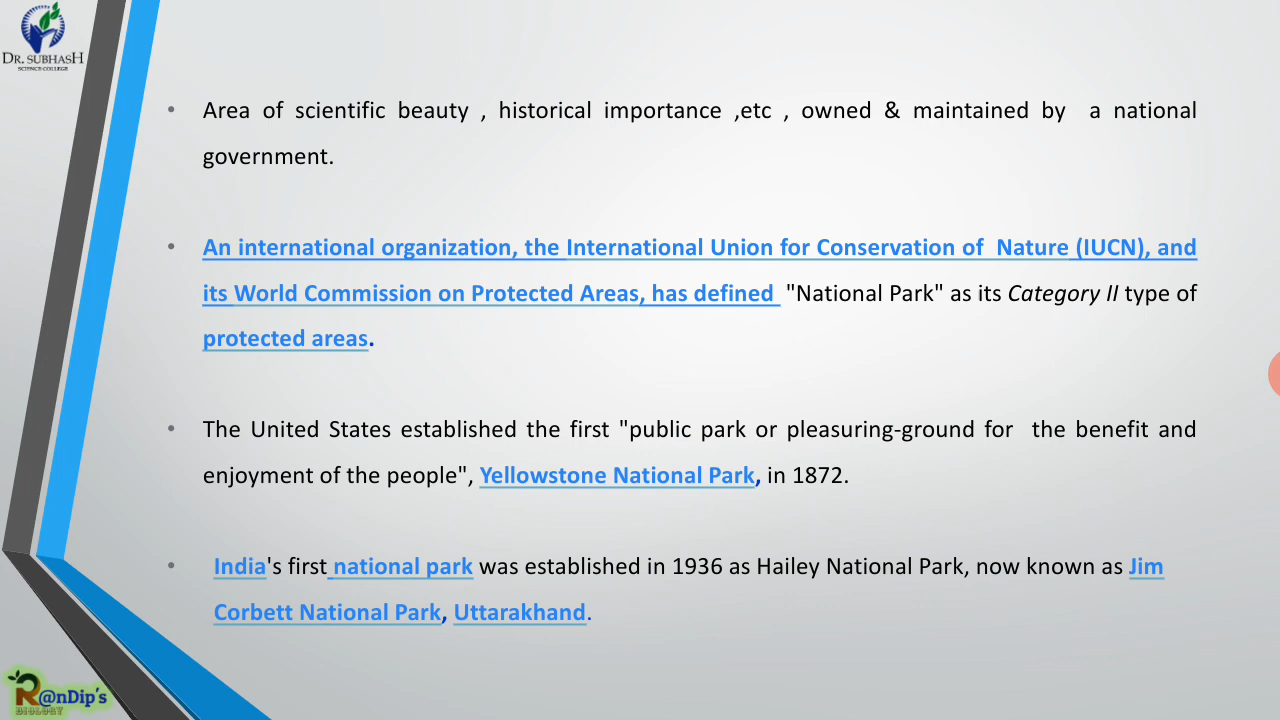 DR. SUBHASH
SCIENCE COLLEGE
• Area of scientific beauty , historical importance ,etc , owned & maintained by a national
government.
• An international organization, the International Union for Conservation of Nature (IUCN), and
its World Commission on Protected Areas, has defined "National Park" as its Category II type of
protected areas.
• The United States established the first "public park or pleasuring-ground for the benefit and
enjoyment of the people", Yellowstone National Park, in 1872.
• India's first national park was established in 1936 as Hailey National Park, now known as Jim
Corbett National Park, Uttarakhand.
R@nDip's
BIOLOGY